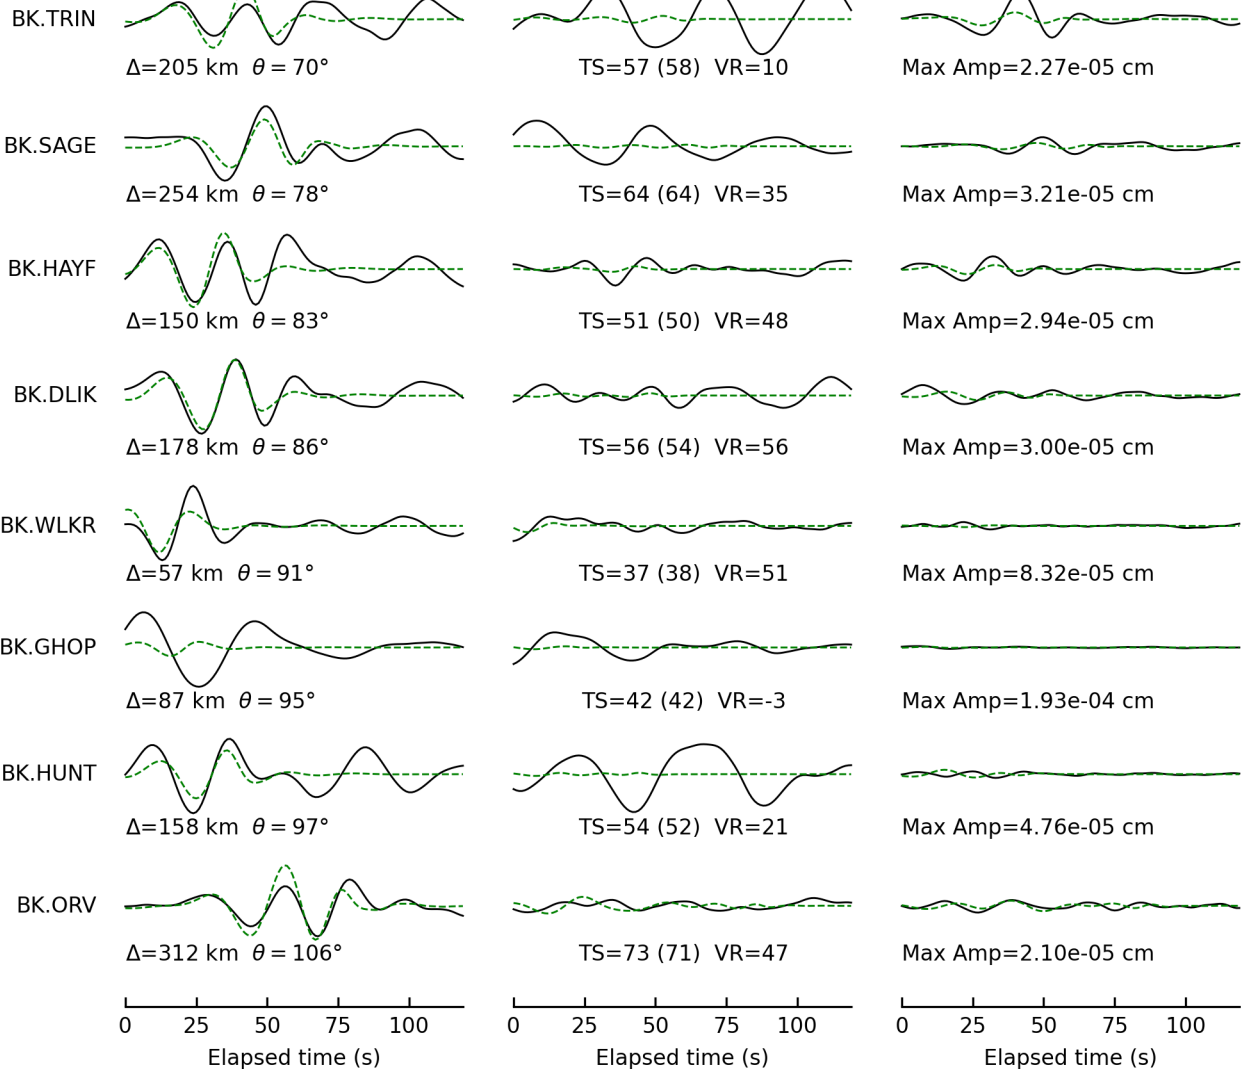 BK.TRIN
Δ=205 km θ = 70° TS=57 (58) VR=10 Max Amp=2.27e-05 cm
BK.SAGE
Δ=254 km θ = 78° TS=64 (64) VR=35 Max Amp=3.21e-05 cm
BK.HAYF
Δ=150 km θ = 83° TS=51 (50) VR=48 Max Amp=2.94e-05 cm
BK.DLIK
Δ=178 km θ = 86° TS=56 (54) VR=56 Max Amp=3.00e-05 cm
BK.WLKR
Δ=57 km θ = 91° TS=37 (38) VR=51 Max Amp=8.32e-05 cm
BK.GHOP
Δ=87 km θ = 95° TS=42 (42) VR=-3 Max Amp=1.93e-04 cm
BK.HUNT
Δ=158 km θ = 97° TS=54 (52) VR=21 Max Amp=4.76e-05 cm
BK.ORV
Δ=312 km θ = 106° TS=73 (71) VR=47 Max Amp=2.10e-05 cm
0 25 50 75 100 0 25 50 75 100 0 25 50 75 100
Elapsed time (s) Elapsed time (s) Elapsed time (s)